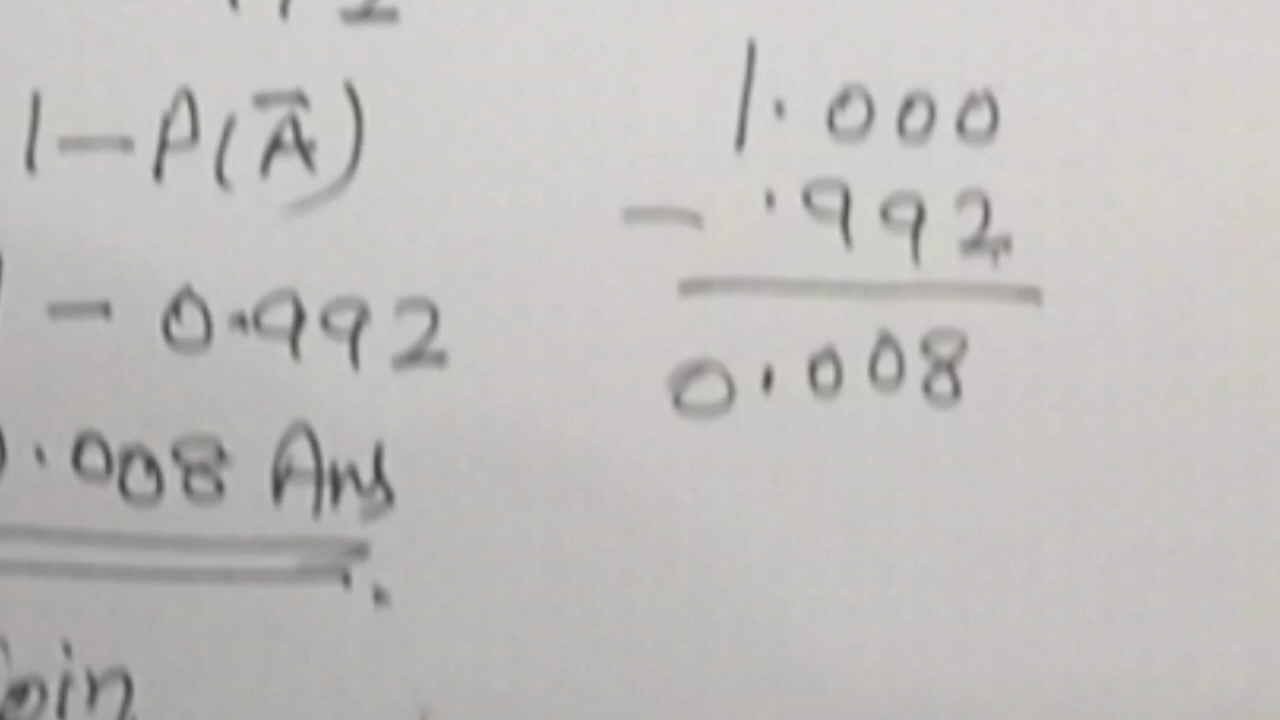 1-P(Ā)
- 0.992
.008 Ans
1.000
- .992
0.008